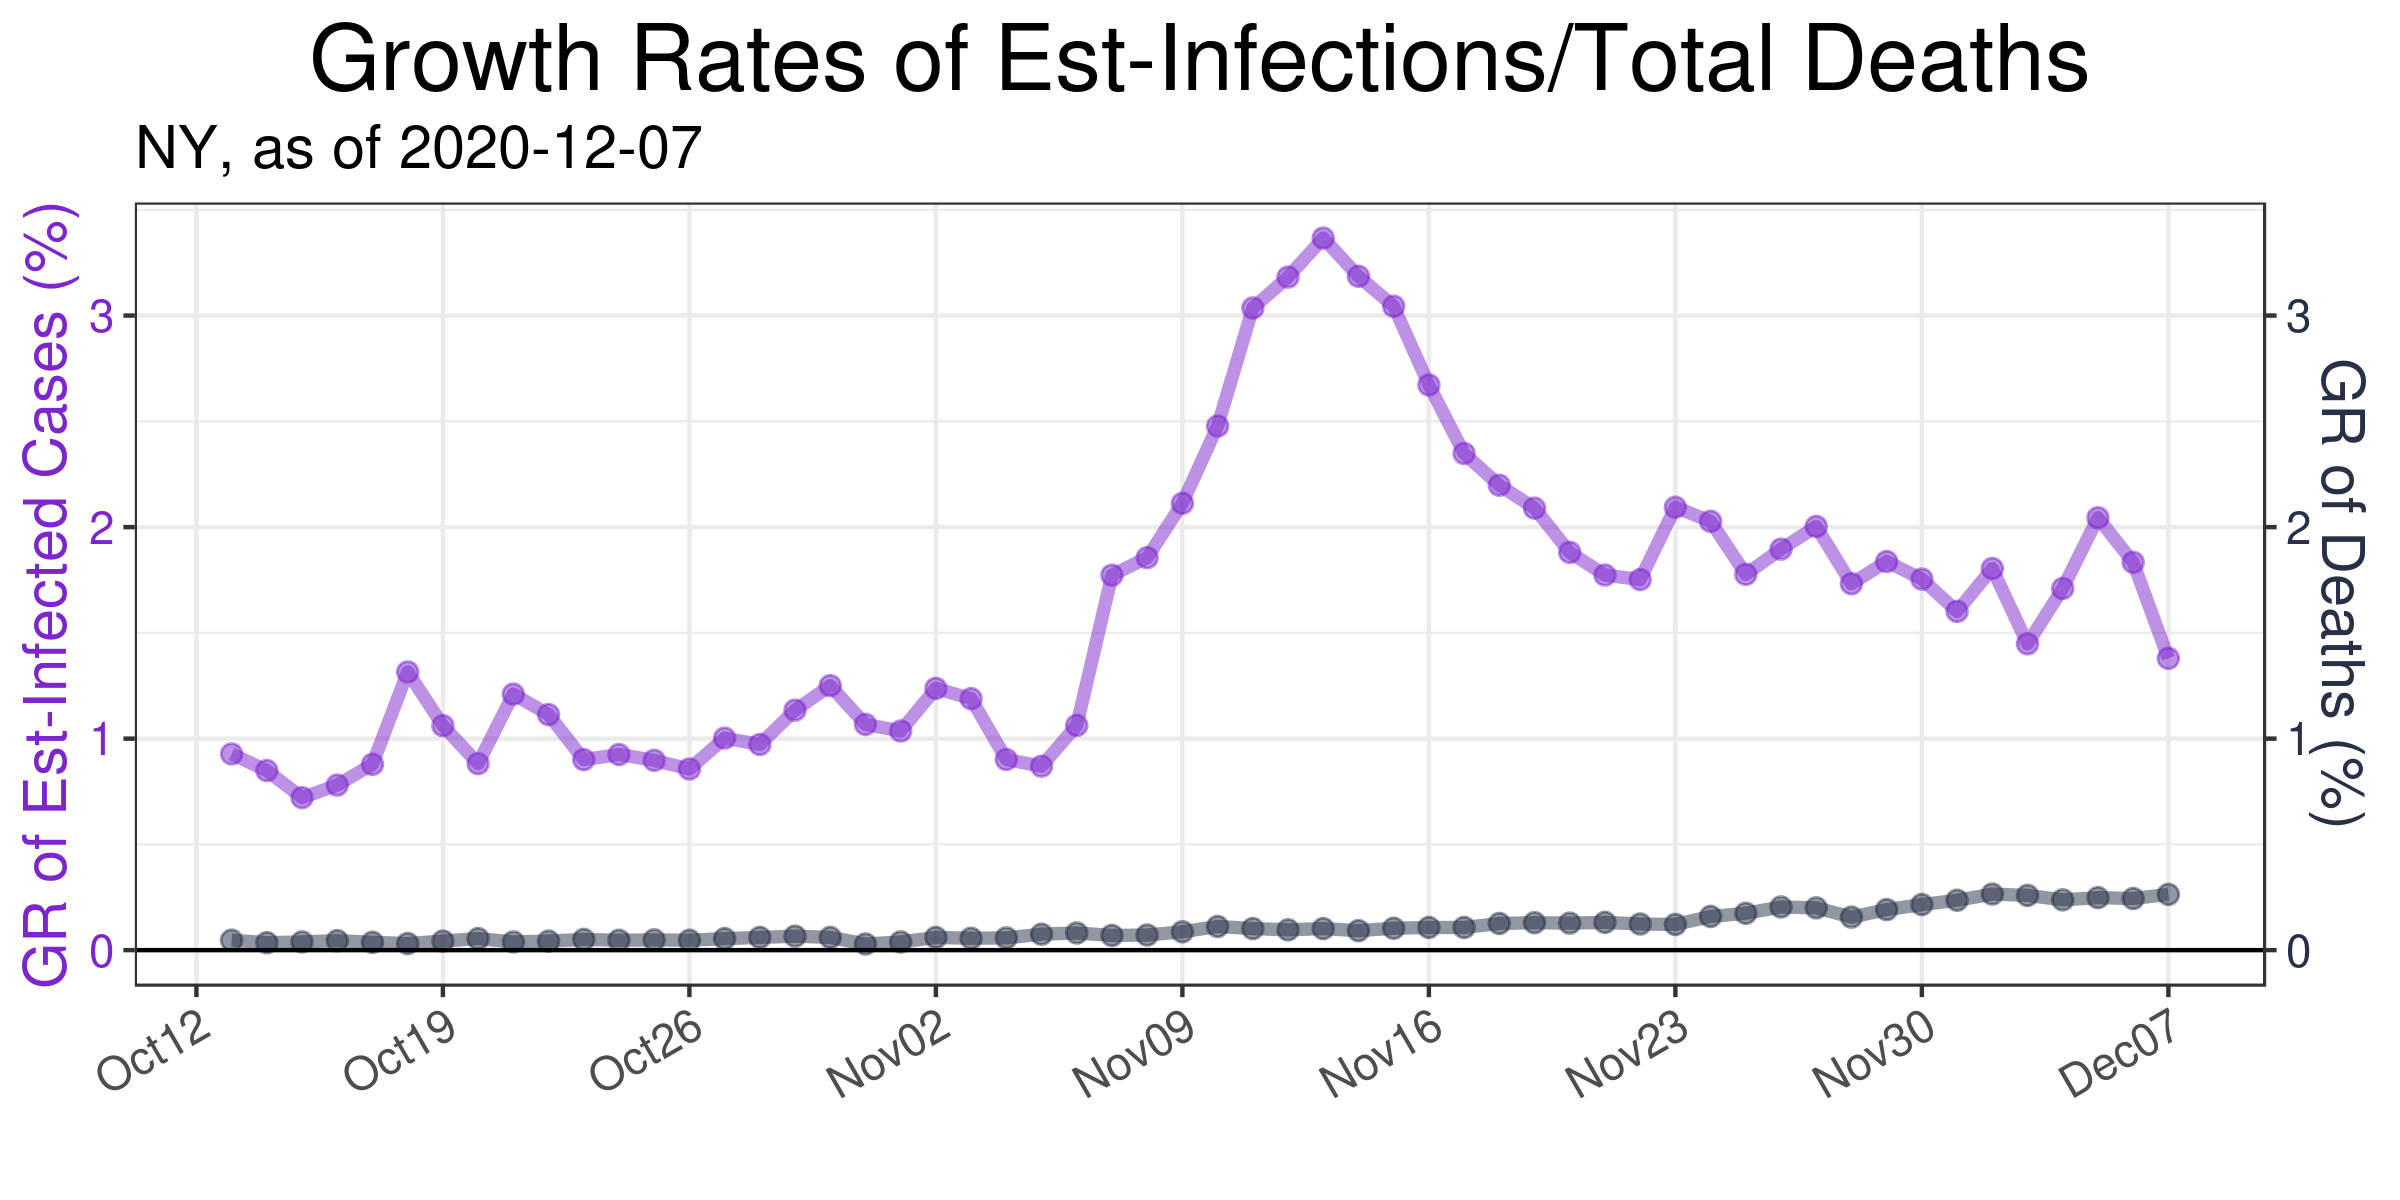 Growth Rates of Est-Infections/Total Deaths
NY, as of 2020-12-07
GR of Est-Infected Cases (%)
3
2
1
0
3
2
1
0
GR of Deaths (%)
Oct12
Oct19
Oct26
Nov02
Nov09
Nov16
Nov23
Nov30
Dec07